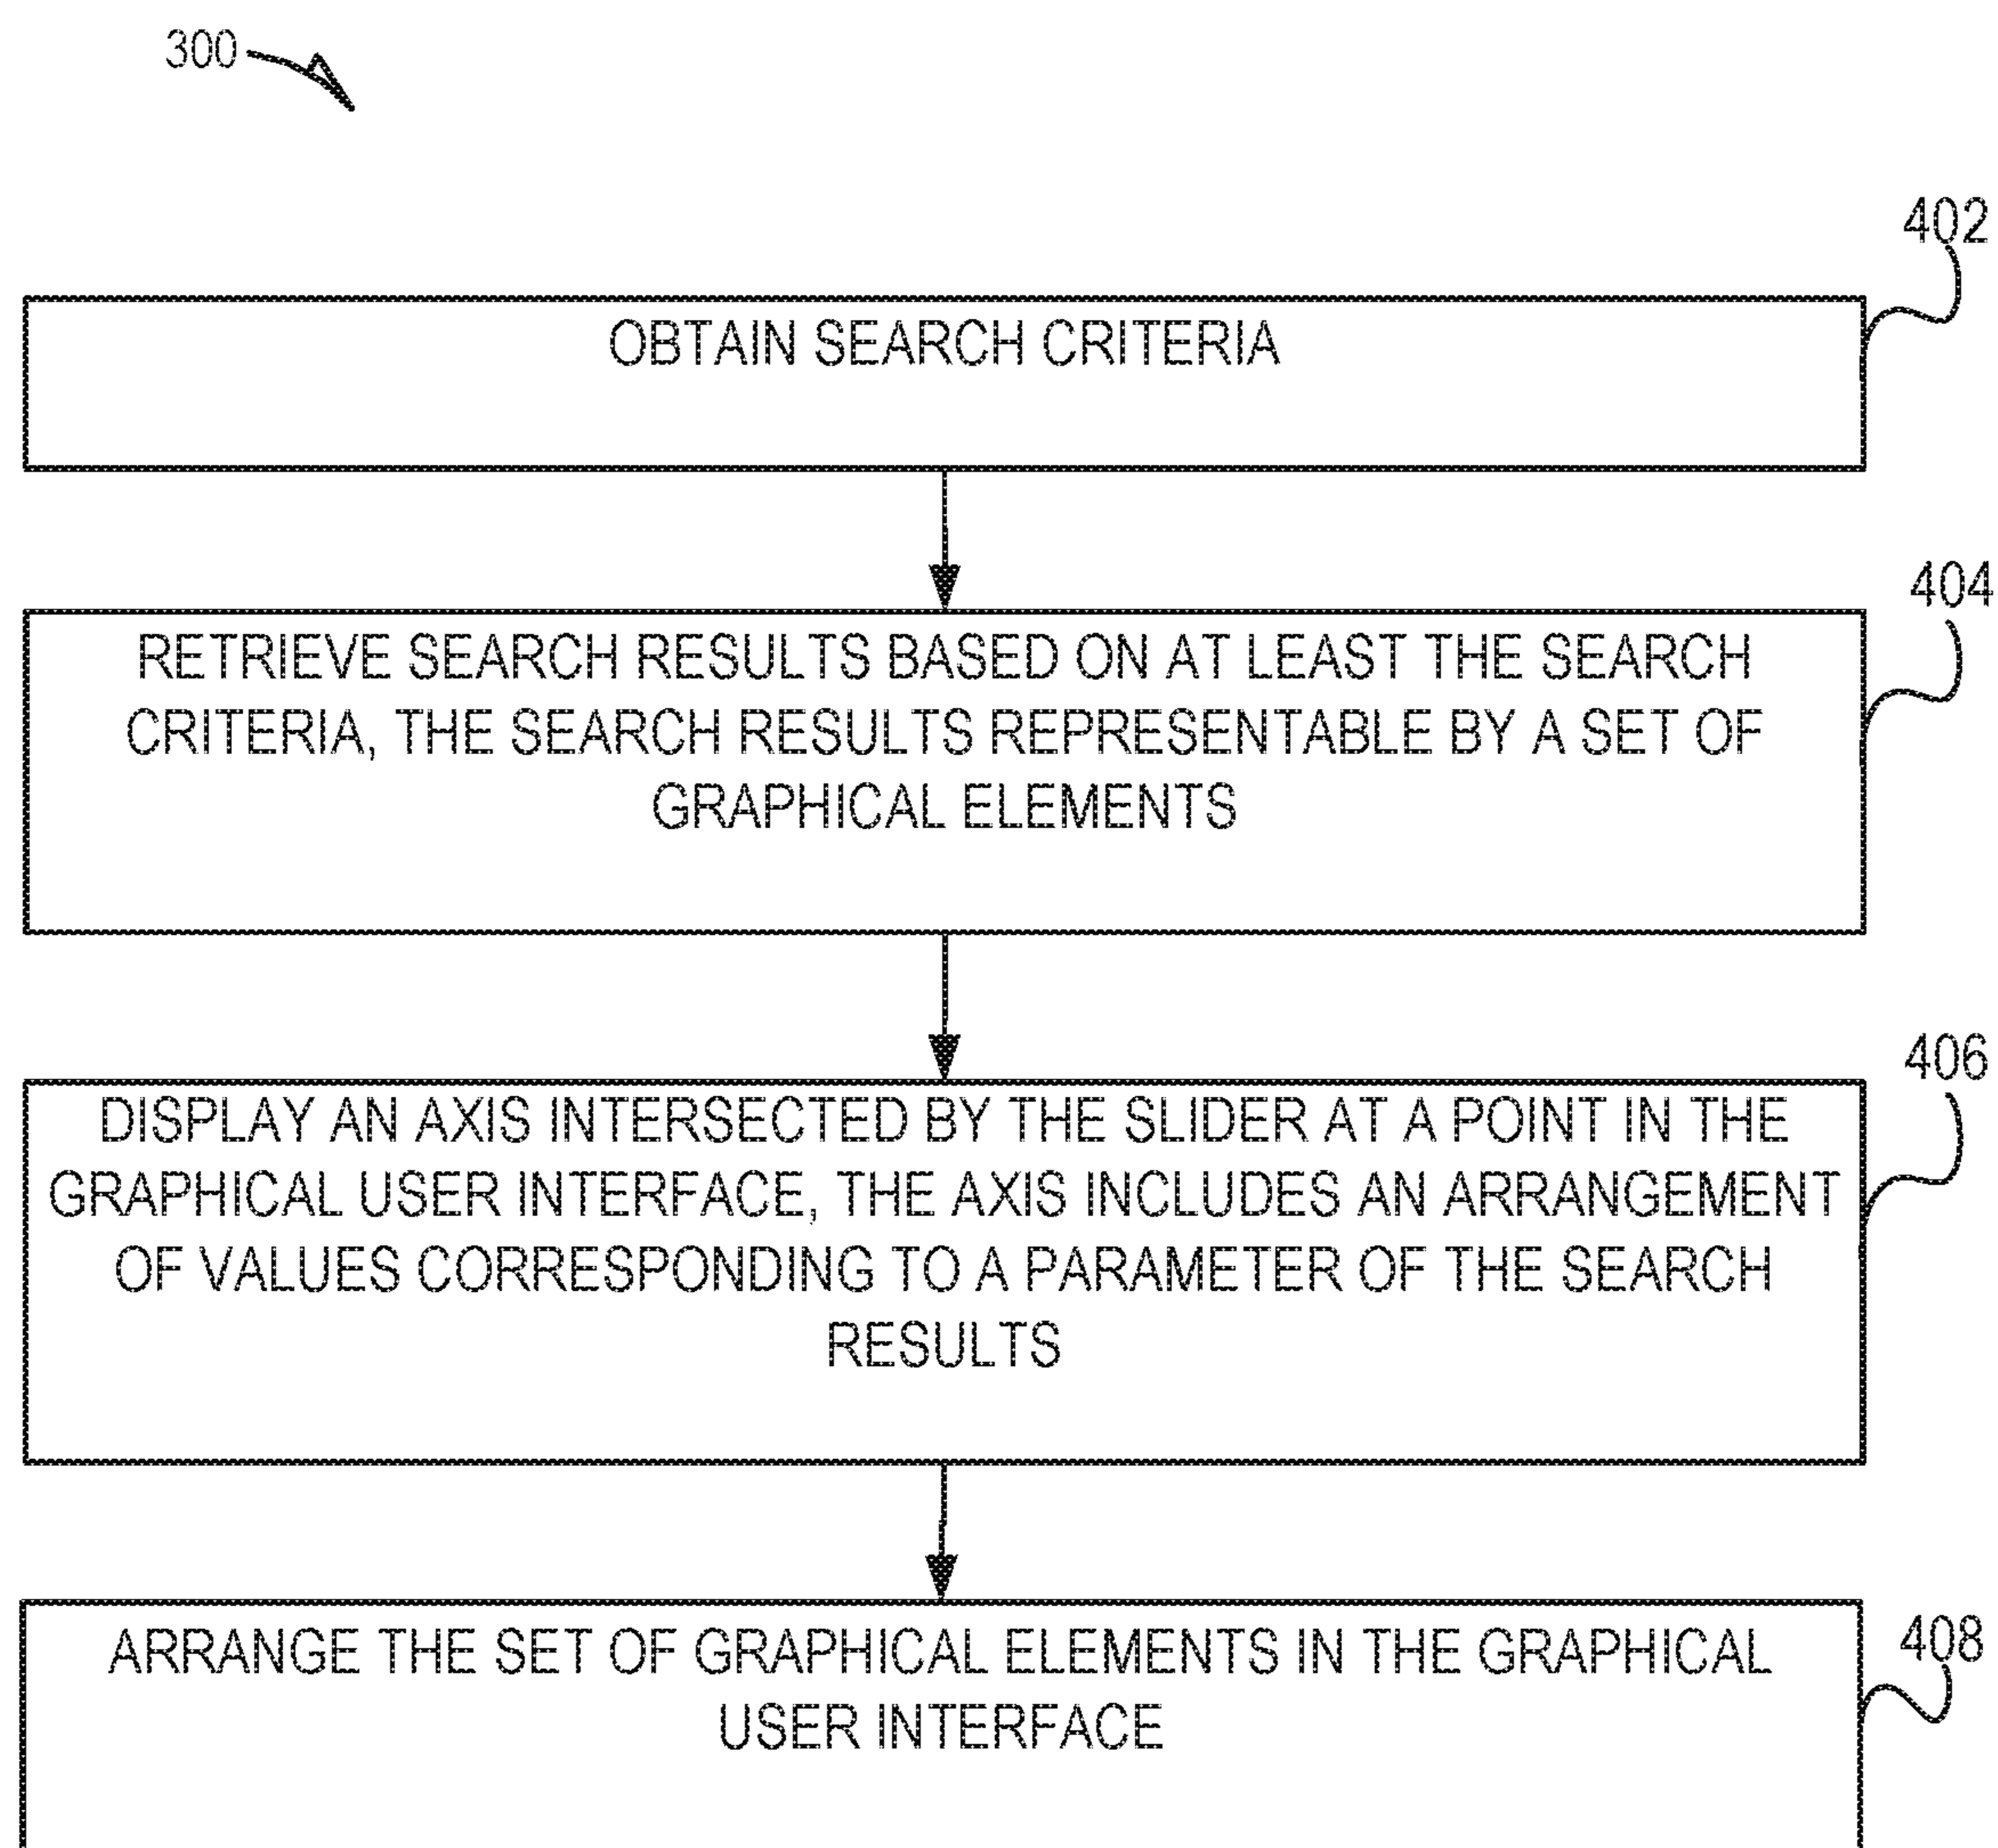 300
402
OBTAIN SEARCH CRITERIA
404
RETRIEVE SEARCH RESULTS BASED ON AT LEAST THE SEARCH
CRITERIA, THE SEARCH RESULTS REPRESENTABLE BY A SET OF
GRAPHICAL ELEMENTS
406
DISPLAY AN AXIS INTERSECTED BY THE SLIDER AT A POINT IN THE
GRAPHICAL USER INTERFACE, THE AXIS INCLUDES AN ARRANGEMENT
OF VALUES CORRESPONDING TO A PARAMETER OF THE SEARCH
RESULTS
408
ARRANGE THE SET OF GRAPHICAL ELEMENTS IN THE GRAPHICAL
USER INTERFACE